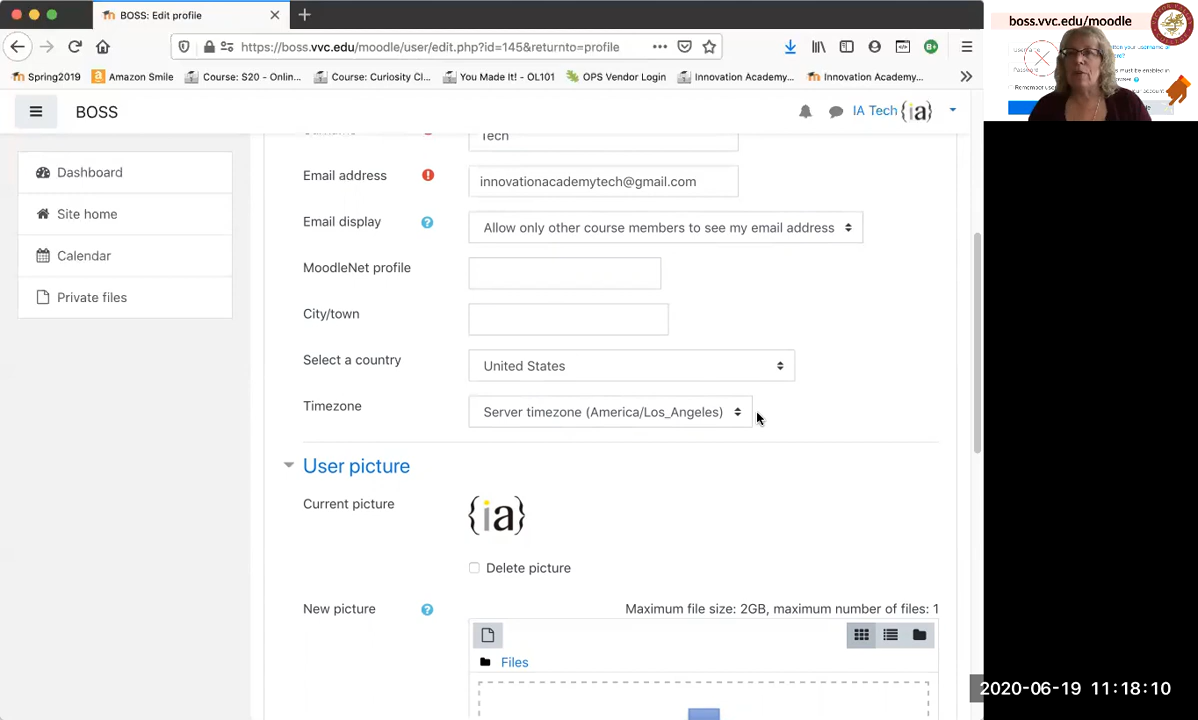 BOSS: Edit profile
https://boss.vvc.edu/moodle/user/edit.php?id=145&returnto=profile
Spring2019
Amazon Smile
Course: S20 - Onlin...
Course: Curiosity Cl...
You Made It! - OL101
OPS Vendor Login
Innovation Academy...
Innovation Academy...
BOSS
IA Tech {ia}
Dashboard
Site home
Calendar
Private files
Tech
Email address
innovationacademytech@gmail.com
Email display
Allow only other course members to see my email address
MoodleNet profile
City/town
Select a country
United States
Timezone
Server timezone (America/Los_Angeles)
User picture
Current picture
{ia}
Delete picture
New picture
Maximum file size: 2GB, maximum number of files: 1
Files
boss.vvc.edu/moodle
2020-06-19 11:18:10